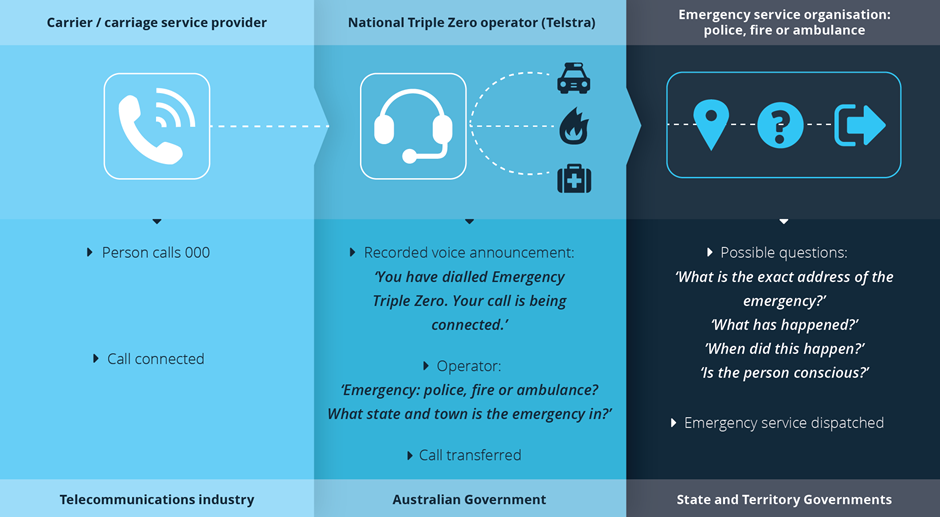 Carrier / carriage service provider
Person calls 000
Call connected
Telecommunications industry
National Triple Zero operator (Telstra)
Recorded voice announcement:
‘You have dialled Emergency
Triple Zero. Your call is being
connected.’
Operator:
‘Emergency: police, fire or ambulance?
What state and town is the emergency in?’
Call transferred
Australian Government
Emergency service organisation:
police, fire or ambulance
?
Possible questions:
‘What is the exact address of the
emergency?’
‘What has happened?’
‘When did this happen?’
‘Is the person conscious?’
Emergency service dispatched
State and Territory Governments